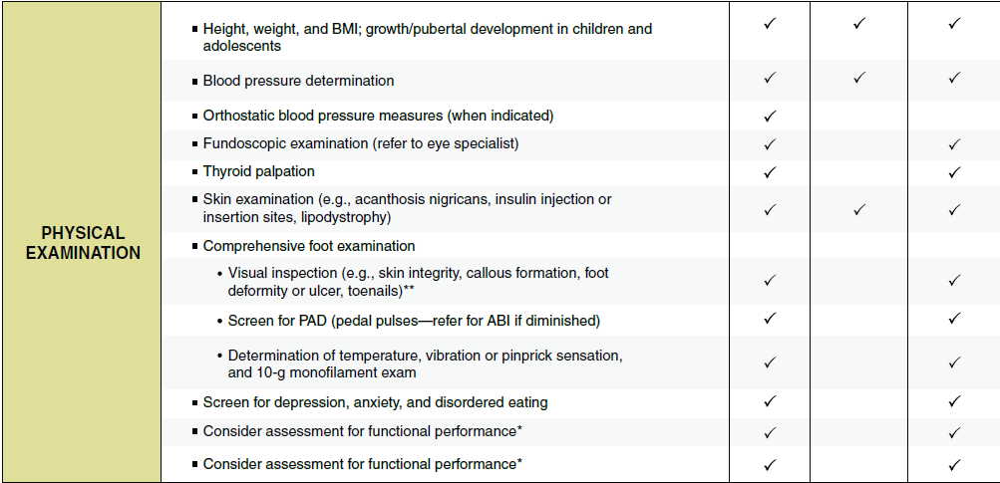 PHYSICAL
EXAMINATION
▪ Height, weight, and BMI; growth/pubertal development in children and
adolescents ✓ ✓ ✓
▪ Blood pressure determination ✓ ✓ ✓
▪ Orthostatic blood pressure measures (when indicated) ✓
▪ Fundoscopic examination (refer to eye specialist) ✓ ✓
▪ Thyroid palpation ✓ ✓
▪ Skin examination (e.g., acanthosis nigricans, insulin injection or
insertion sites, lipodystrophy) ✓ ✓ ✓
▪ Comprehensive foot examination
• Visual inspection (e.g., skin integrity, callous formation, foot
deformity or ulcer, toenails)** ✓ ✓
• Screen for PAD (pedal pulses—refer for ABI if diminished) ✓ ✓
• Determination of temperature, vibration or pinprick sensation,
and 10-g monofilament exam ✓ ✓
▪ Screen for depression, anxiety, and disordered eating ✓ ✓
▪ Consider assessment for functional performance* ✓ ✓
▪ Consider assessment for functional performance* ✓ ✓